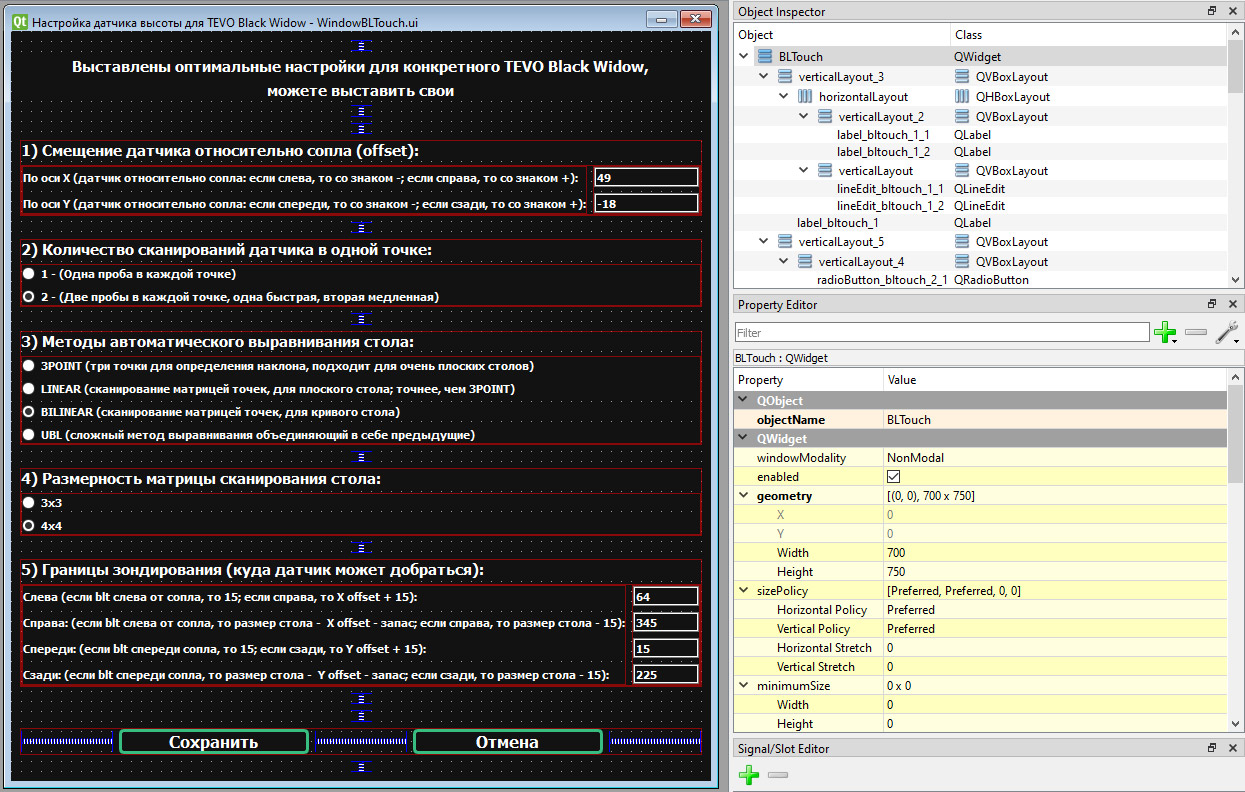 Qt Настройка датчика высоты для TEVO Black Widow - WindowBLTouch.ui
Выставлены оптимальные настройки для конкретного TEVO Black Widow,
можете выставить свои
1) Смещение датчика относительно сопла (offset):
По оси X (датчик относительно сопла: если слева, то со знаком -; если справа, то со знаком +):
49
По оси Y (датчик относительно сопла: если спереди, то со знаком -; если сзади, то со знаком +):
-18
2) Количество сканирований датчика в одной точке:
1 - (Одна проба в каждой точке)
2 - (Две пробы в каждой точке, одна быстрая, вторая медленная)
3) Методы автоматического выравнивания стола:
3POINT (три точки для определения наклона, подходит для очень плоских столов)
LINEAR (сканирование матрицей точек, для плоского стола; точнее, чем 3POINT)
BILINEAR (сканирование матрицей точек, для кривого стола)
UBL (сложный метод выравнивания объединяющий в себе предыдущие)
4) Размерность матрицы сканирования стола:
3x3
4x4
5) Границы зондирования (куда датчик может добраться):
Слева (если blt слева от сопла, то 15; если справа, то X offset + 15):
64
Справа: (если blt слева от сопла, то размер стола - X offset - запас; если справа, то размер стола - 15):
345
Спереди: (если blt спереди сопла, то 15; если сзади, то Y offset + 15):
15
Сзади: (если blt спереди сопла, то размер стола - Y offset - запас; если сзади, то размер стола - 15):
225
Сохранить
Отмена
Object Inspector
Object Class
BLTouch QWidget
verticalLayout_3 QVBoxLayout
horizontalLayout QHBoxLayout
verticalLayout_2 QVBoxLayout
label_bltouch_1_1 QLabel
label_bltouch_1_2 QLabel
verticalLayout QVBoxLayout
lineEdit_bltouch_1_1 QLineEdit
lineEdit_bltouch_1_2 QLineEdit
label_bltouch_1 QLabel
verticalLayout_5 QVBoxLayout
verticalLayout_4 QVBoxLayout
radioButton_bltouch_2_1 QRadioButton
Property Editor
Filter
BLTouch : QWidget
Property Value
QObject
objectName BLTouch
QWidget
windowModality NonModal
enabled
geometry [(0, 0), 700 x 750]
X 0
Y 0
Width 700
Height 750
sizePolicy [Preferred, Preferred, 0, 0]
Horizontal Policy Preferred
Vertical Policy Preferred
Horizontal Stretch 0
Vertical Stretch 0
minimumSize 0 x 0
Width 0
Height 0
Signal/Slot Editor